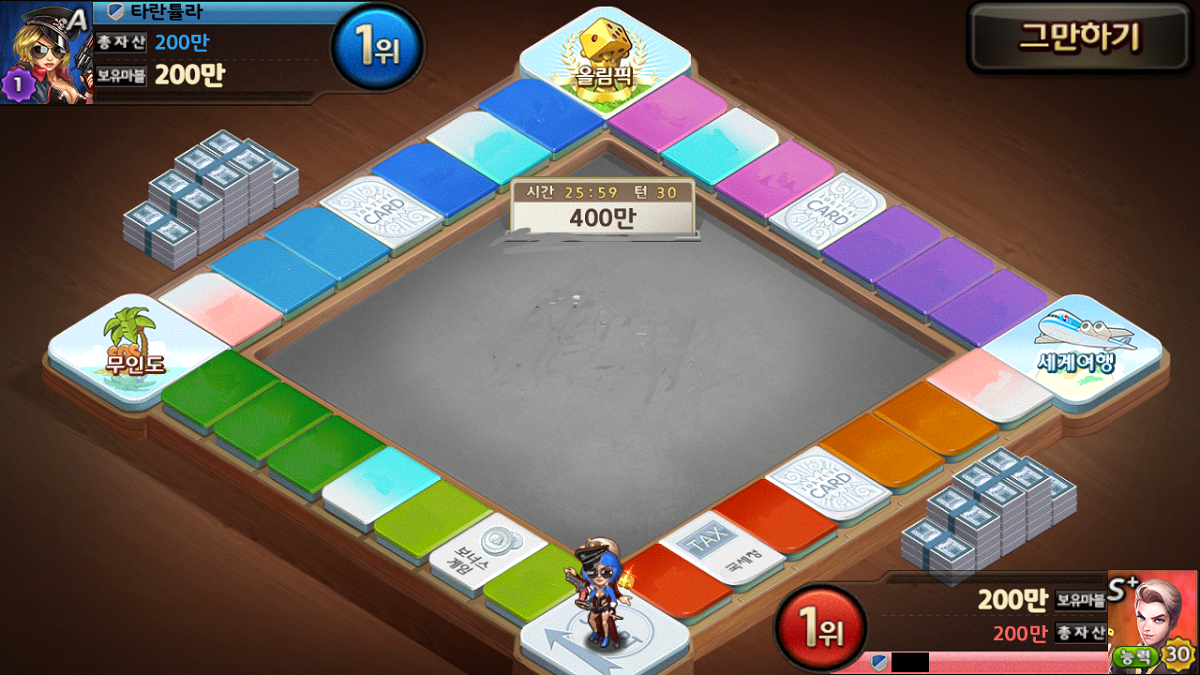 A
타란튤라
총자산 200만
보유마불 200만
1
1위
올림픽
그만하기
시간 25:59 턴 30
400만
CARD
CARD
무인도
SOS
세계여행
CARD
보너스
게임
TAX
국세청
1위
200만 보유마불
200만 총자산
S+
능력 30